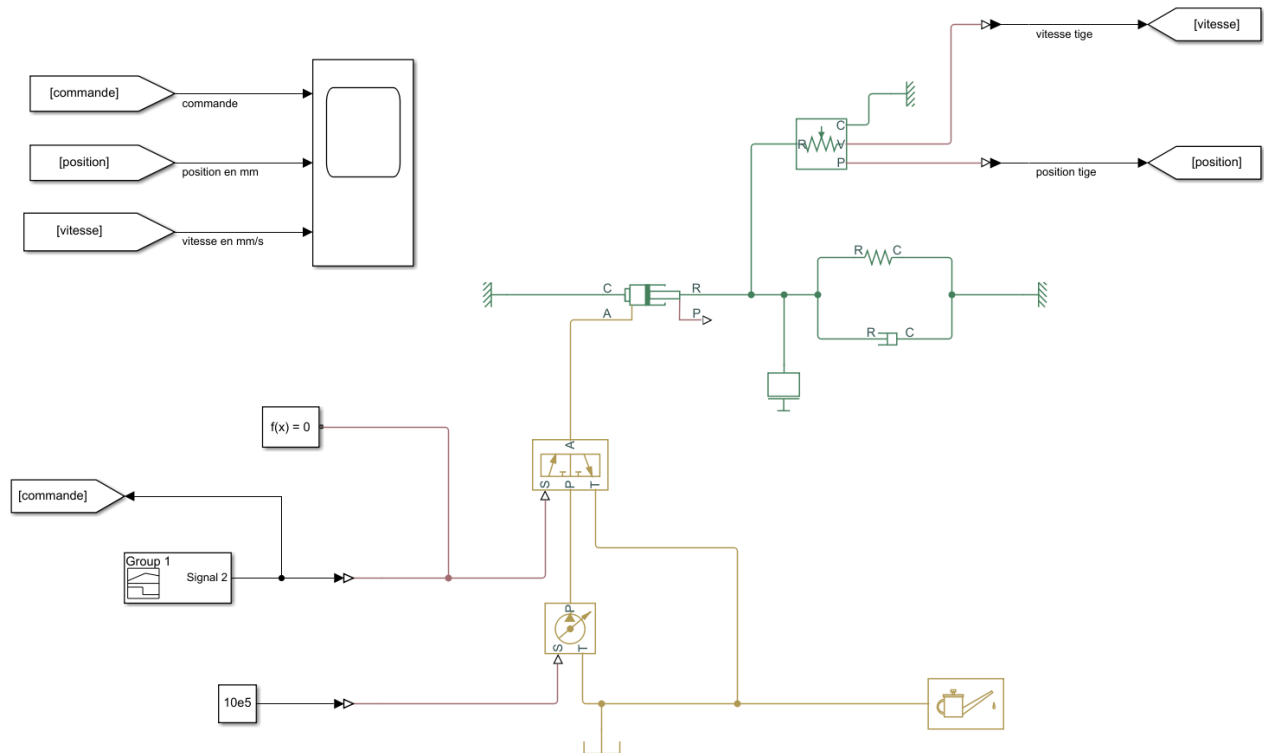 [vitesse]
vitesse tige
[commande]
commande
C
R
V
[position]
position en mm
P
position tige
[position]
[vitesse]
vitesse en mm/s
R
C
C
R
A
P
R
C
f(x) = 0
A
S
P
T
[commande]
Group 1
Signal 2
P
S
T
10e5